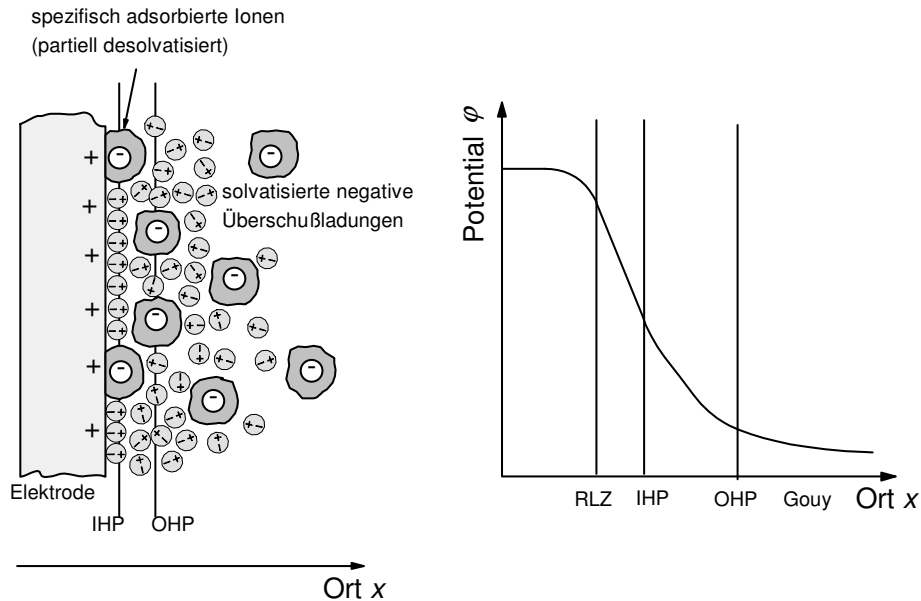 spezifisch adsorbierte Ionen
(partiell desolvatisiert)
solvatisierte negative
Überschußladungen
Elektrode
IHP
OHP
Ort x
Potential φ
RLZ
IHP
OHP
Gouy
Ort x